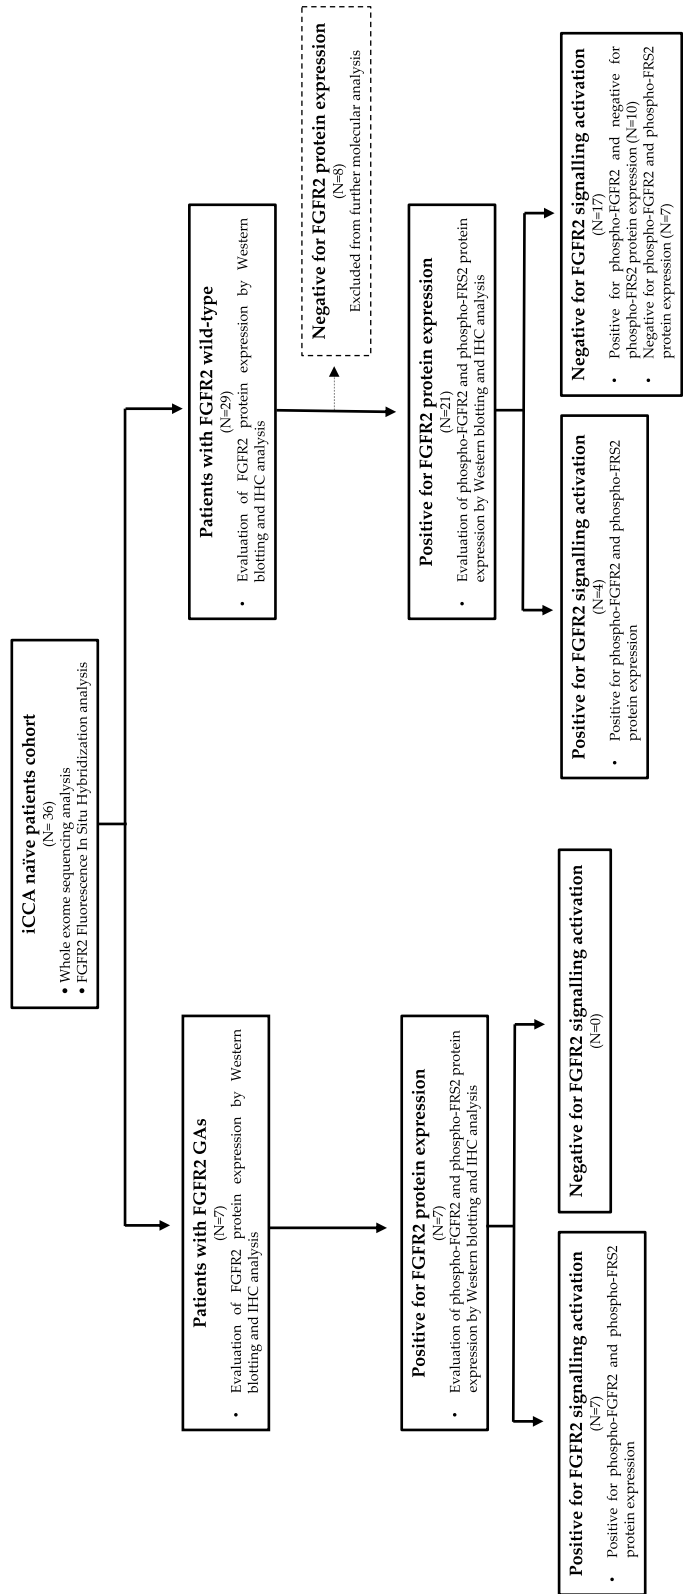 iCCA naïve patients cohort
(N= 36)
• Whole exome sequencing analysis
• FGFR2 Fluorescence In Situ Hybridization analysis
Patients with FGFR2 GAs
(N=7)
• Evaluation of FGFR2 protein expression by Western
blotting and IHC analysis
Patients with FGFR2 wild-type
(N=29)
• Evaluation of FGFR2 protein expression by Western
blotting and IHC analysis
Negative for FGFR2 protein expression
(N=8)
Excluded from further molecular analysis
Positive for FGFR2 protein expression
(N=7)
• Evaluation of phospho-FGFR2 and phospho-FRS2 protein
expression by Western blotting and IHC analysis
Positive for FGFR2 protein expression
(N=21)
• Evaluation of phospho-FGFR2 and phospho-FRS2 protein
expression by Western blotting and IHC analysis
Positive for FGFR2 signalling activation
(N=7)
• Positive for phospho-FGFR2 and phospho-FRS2
protein expression
Negative for FGFR2 signalling activation
(N=0)
Positive for FGFR2 signalling activation
(N=4)
• Positive for phospho-FGFR2 and phospho-FRS2
protein expression
Negative for FGFR2 signalling activation
(N=17)
• Positive for phospho-FGFR2 and negative for
phospho-FRS2 protein expression (N=10)
• Negative for phospho-FGFR2 and phospho-FRS2
protein expression (N=7)